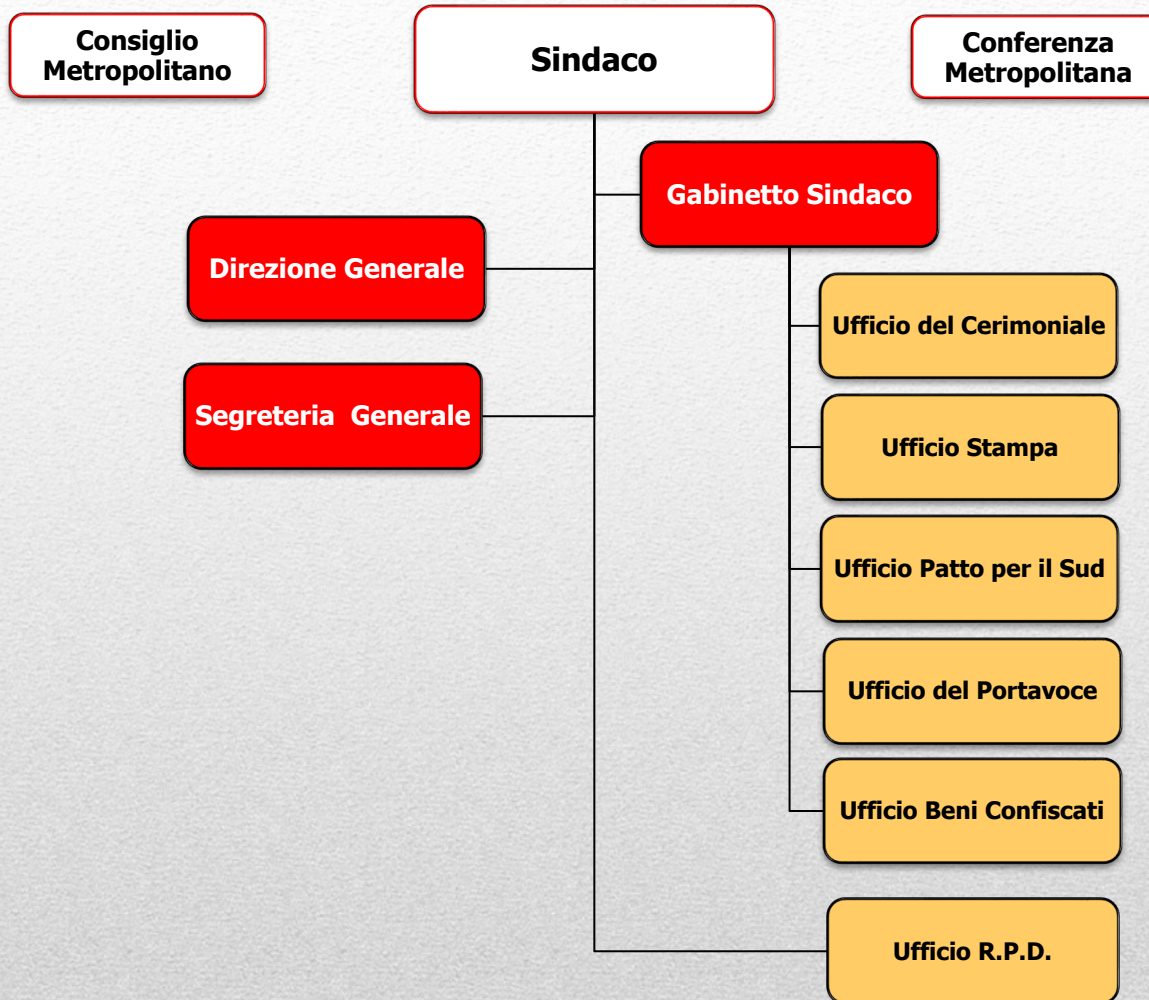 Consiglio
Metropolitano
Sindaco
Conferenza
Metropolitana
Gabinetto Sindaco
Direzione Generale
Ufficio del Cerimoniale
Segreteria  Generale
Ufficio Stampa
Ufficio Patto per il Sud
Ufficio del Portavoce
Ufficio Beni Confiscati
Ufficio R.P.D.